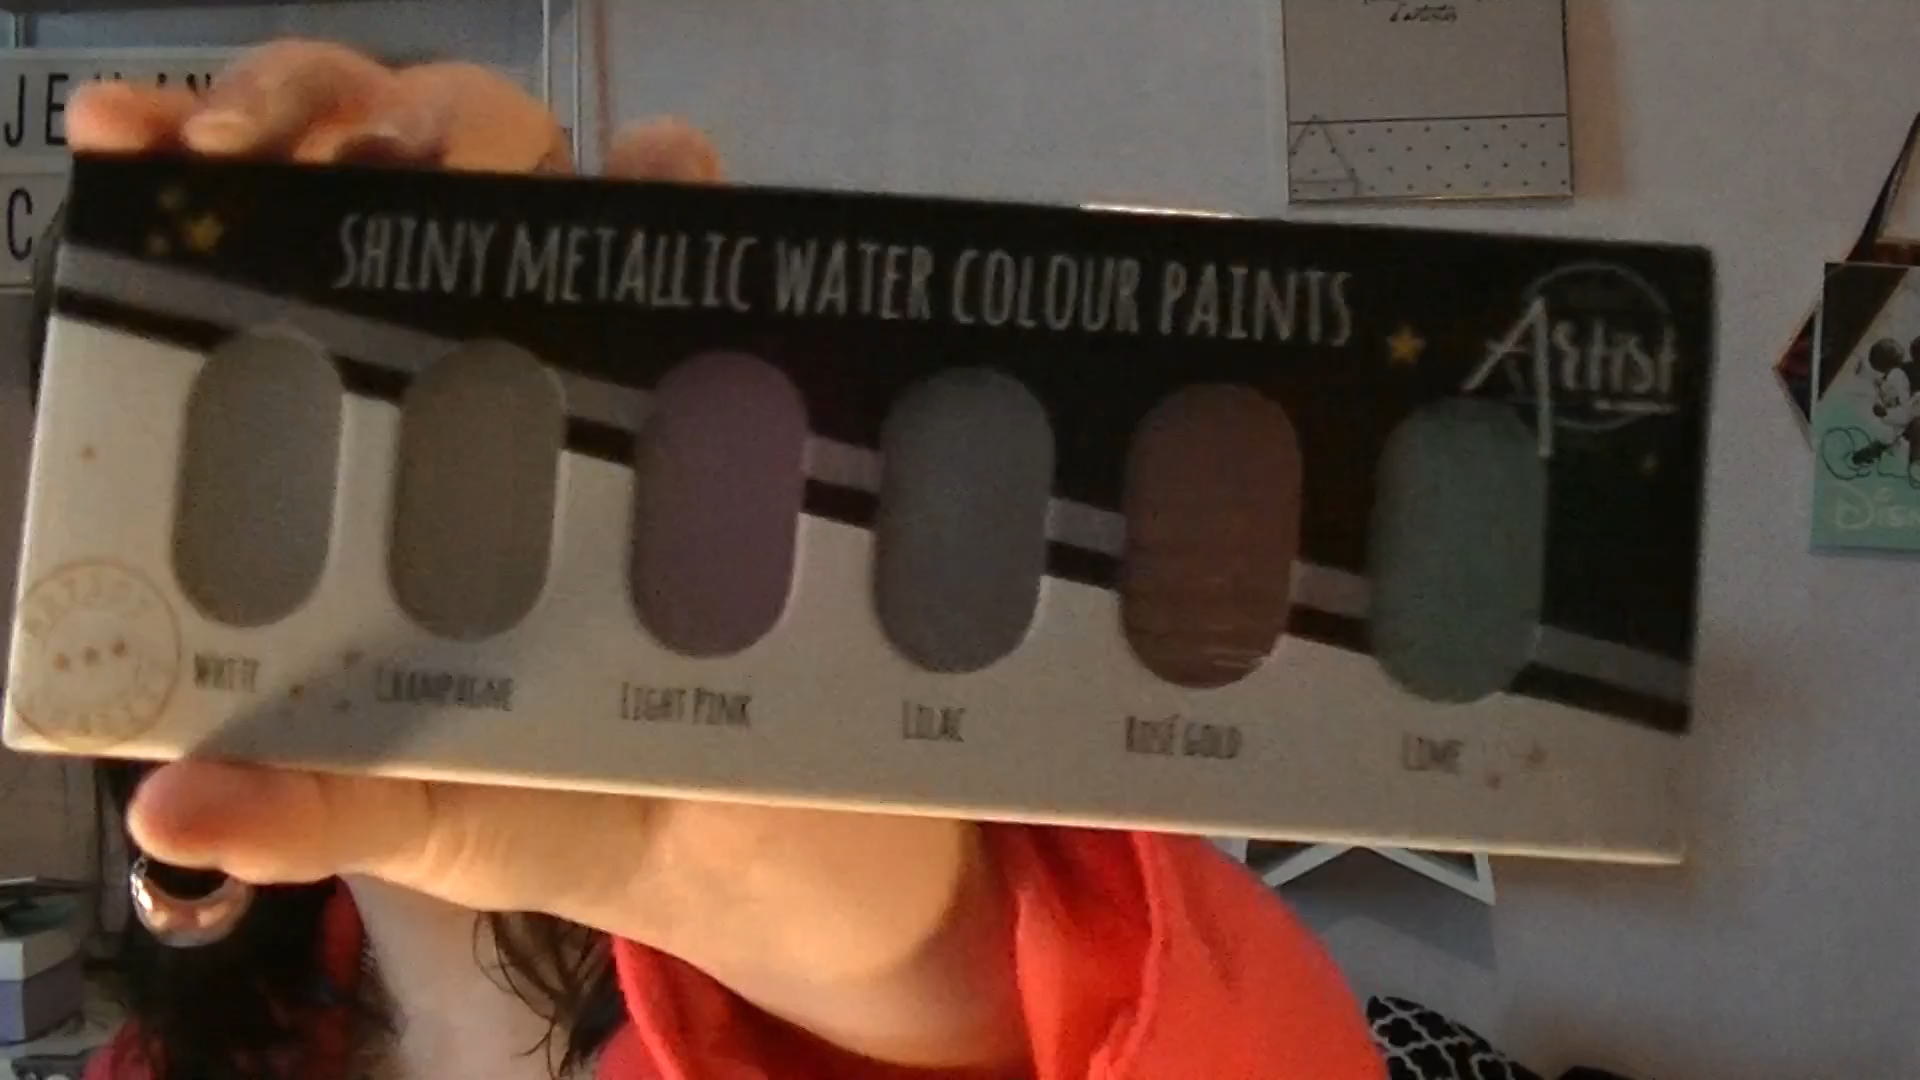 SHINY METALLIC WATER COLOUR PAINTS
Artist
WHITE
CHAMPAGNE
LIGHT PINK
LILAC
ROSÉ GOLD
LIME
C